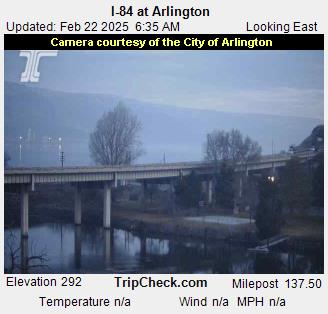 I-84 at Arlington
Updated: Feb 22 2025 6:35 AM Looking East
Camera courtesy of the City of Arlington
Elevation 292 TripCheck.com Milepost 137.50
Temperature n/a Wind n/a MPH n/a